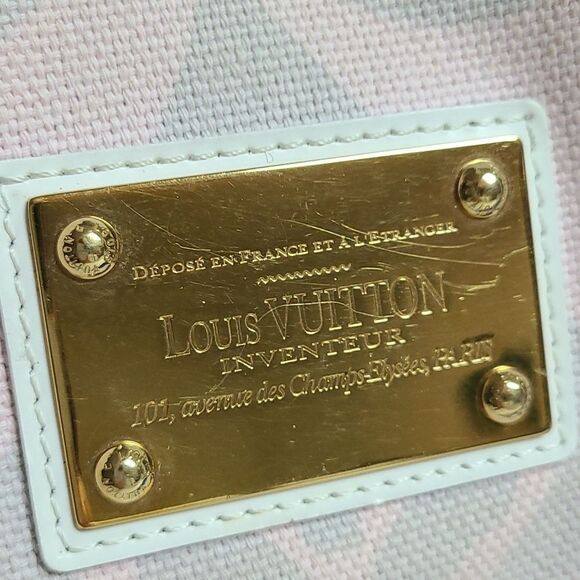 DÉPOSÉ EN FRANCE ET À L'ETRANGER
LOUIS VUITTON
INVENTEUR
101, avenue des Champs-Elysées, PARIS